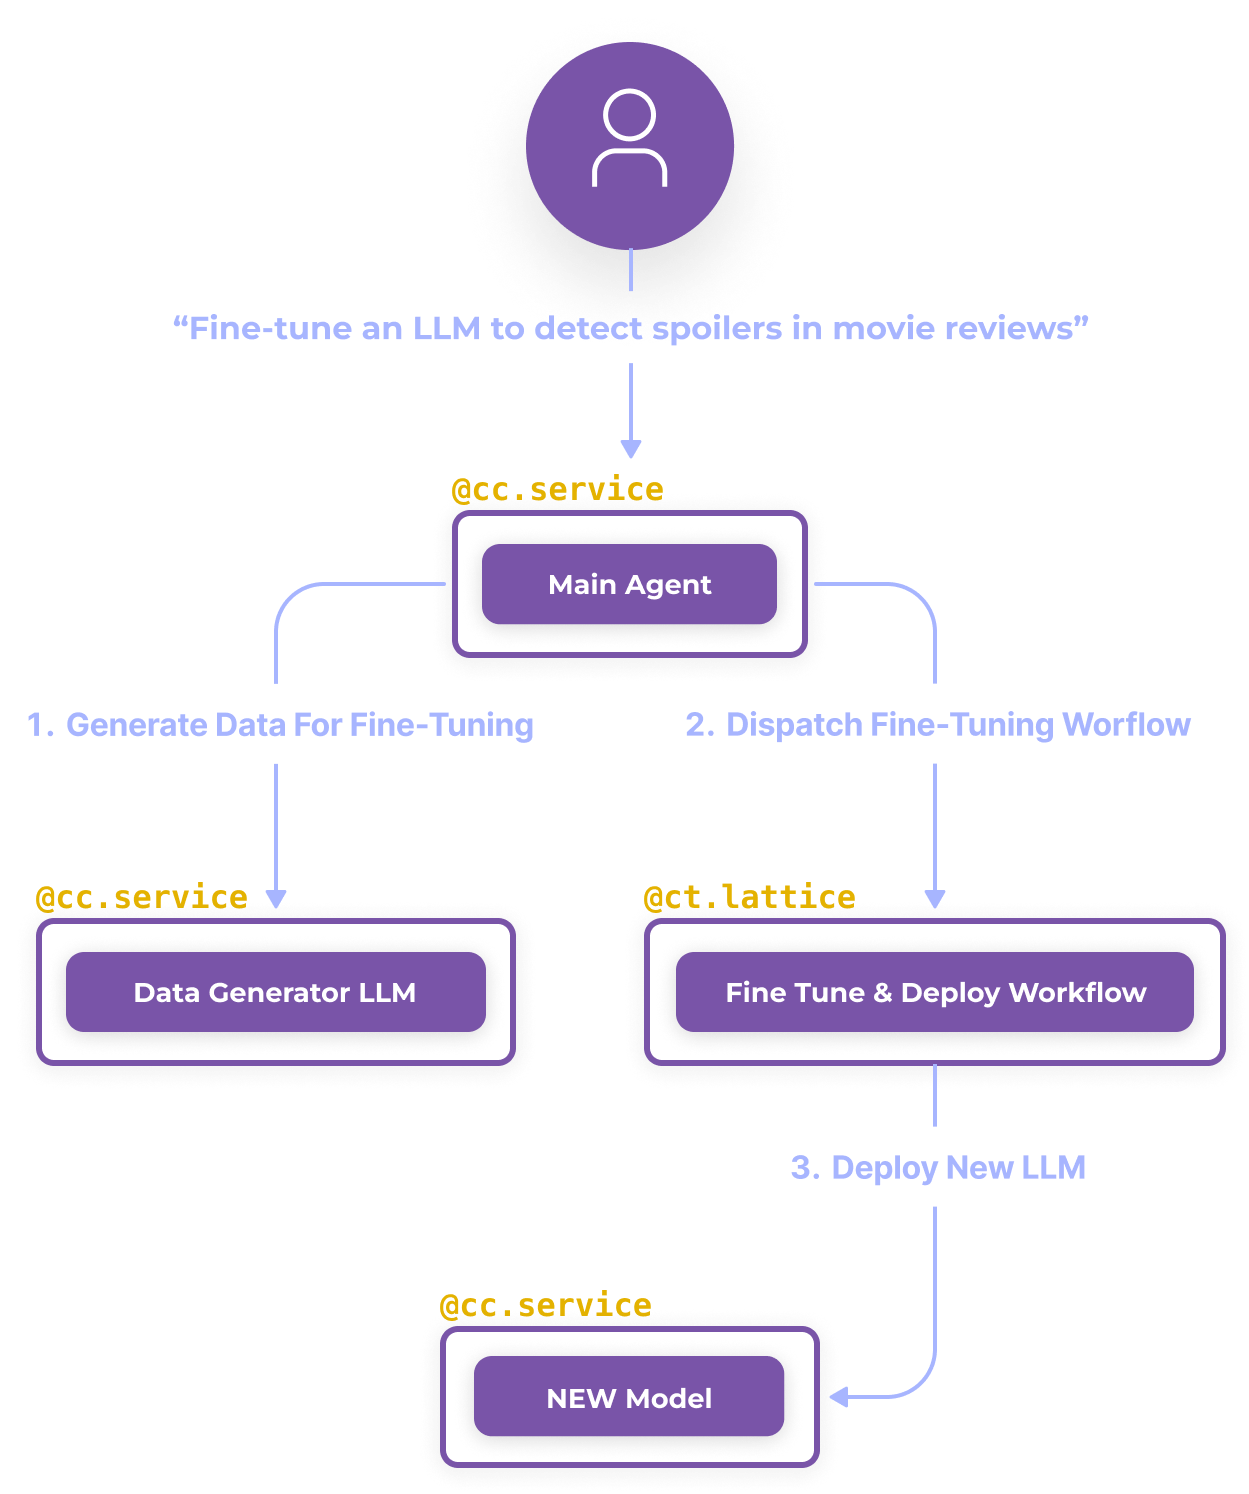 “Fine-tune an LLM to detect spoilers in movie reviews”
@cc.service
Main Agent
1. Generate Data For Fine-Tuning
2. Dispatch Fine-Tuning Worflow
@cc.service
Data Generator LLM
@ct.lattice
Fine Tune & Deploy Workflow
3. Deploy New LLM
@cc.service
NEW Model